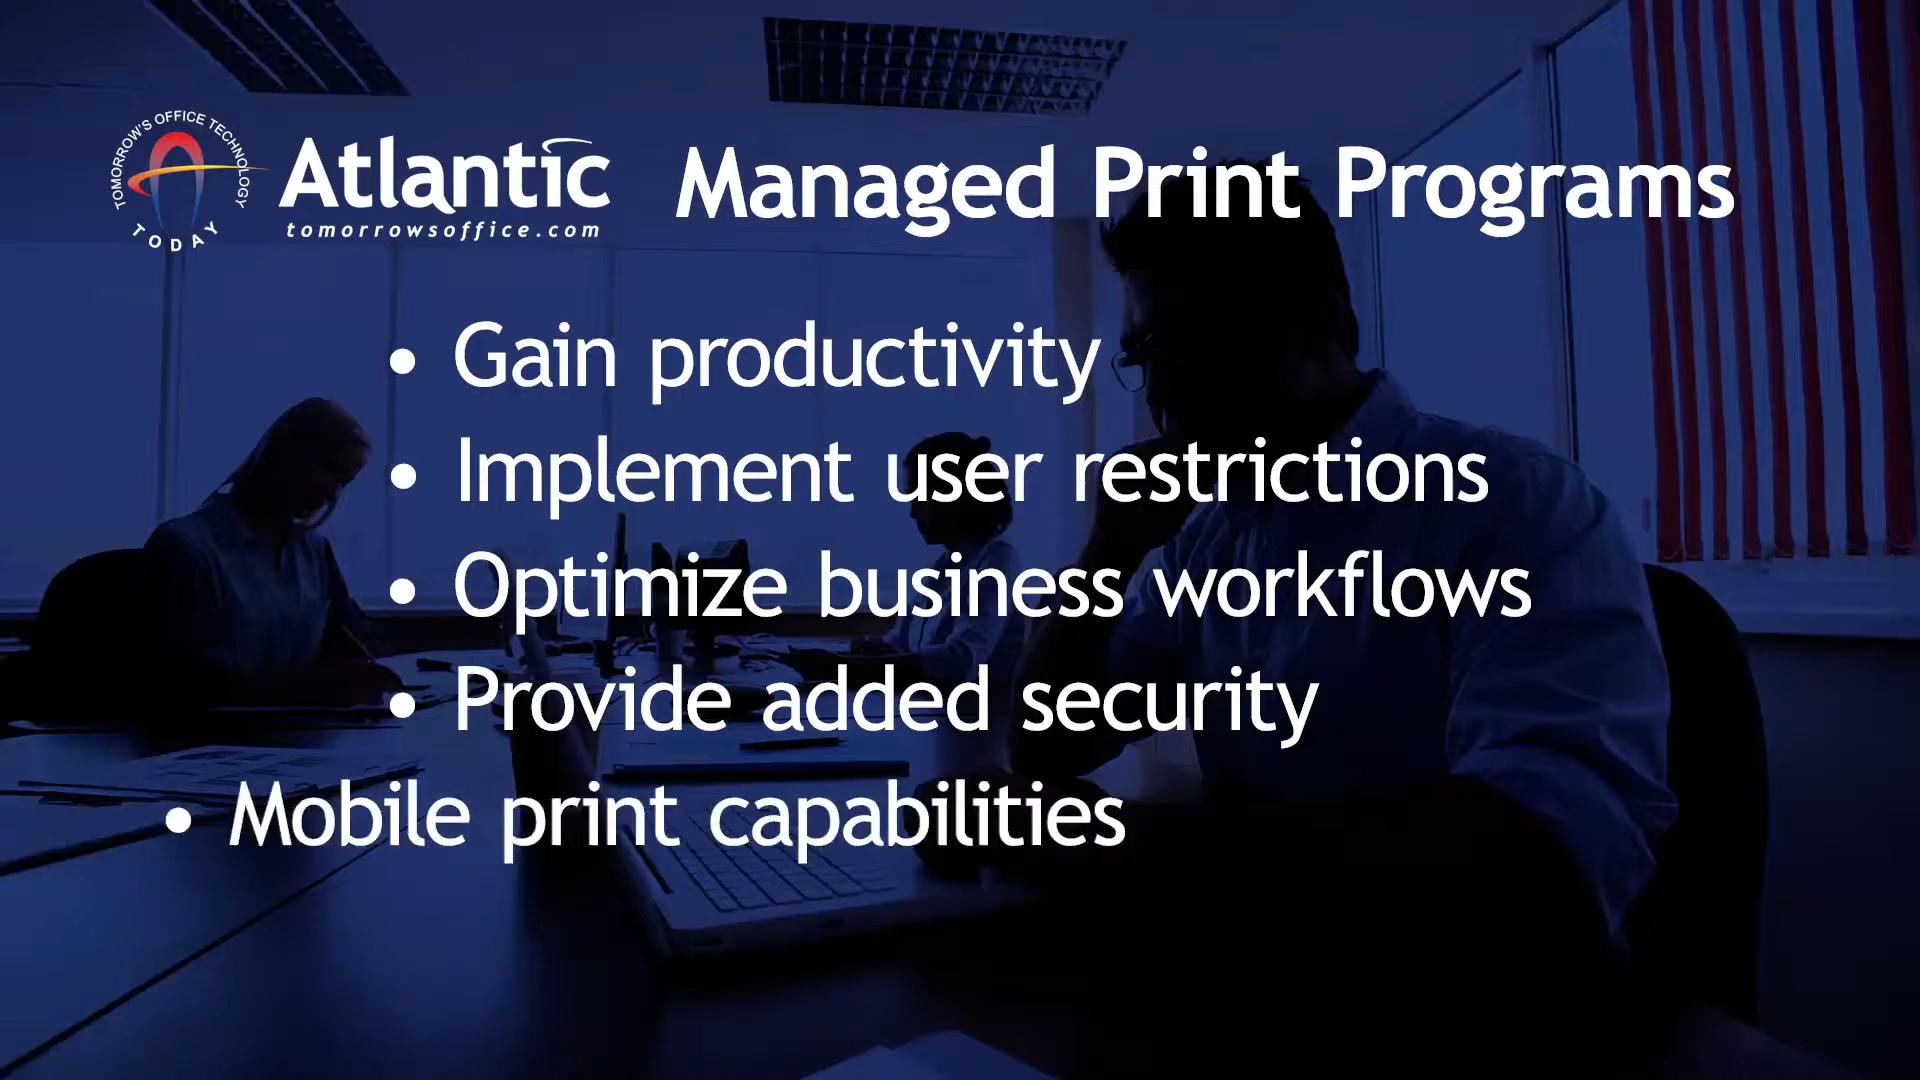 TOMORROW'S OFFICE TECHNOLOGY
TODAY
Atlantic
tomorrowsoffice.com
Managed Print Programs
• Gain productivity
• Implement user restrictions
• Optimize business workflows
• Provide added security
• Mobile print capabilities